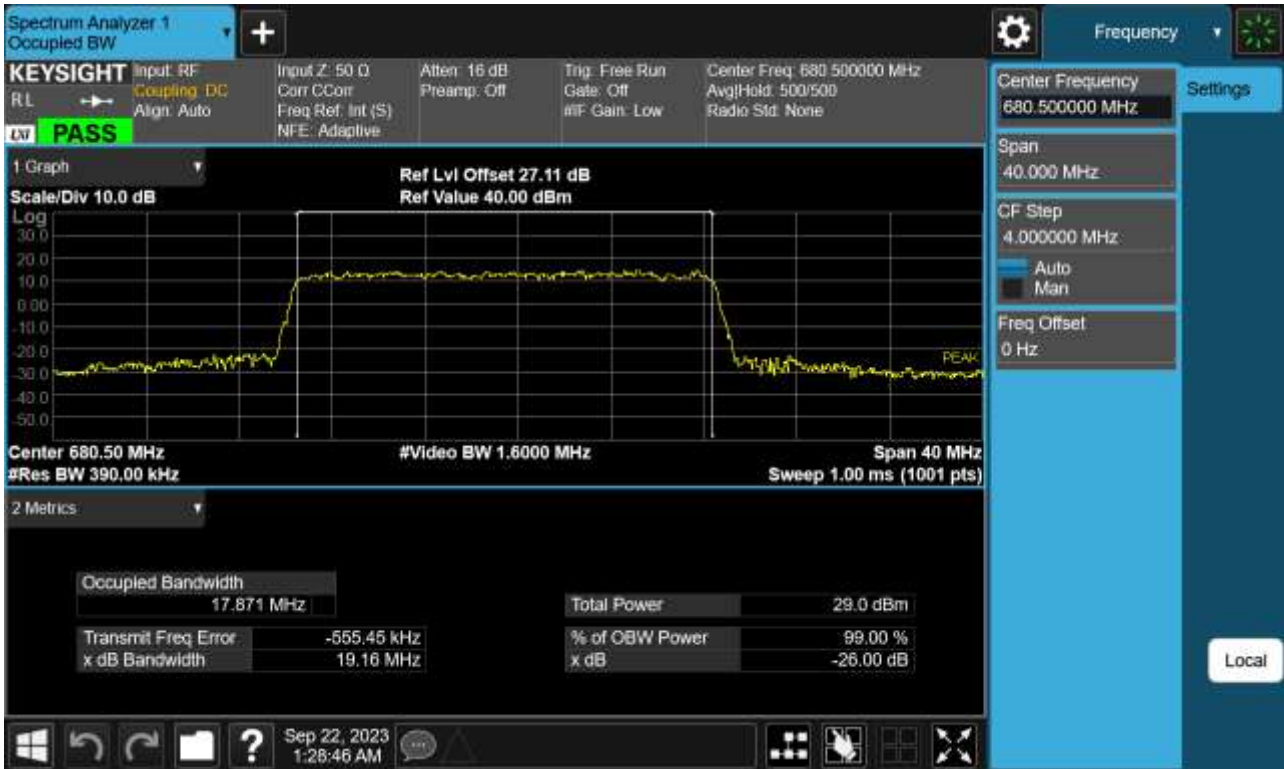 Spectrum Analyzer 1
Occupied BW
+
Frequency
KEYSIGHT
RL
LXI
PASS
Input: RF
Coupling: DC
Align: Auto
Input Z: 50 Ω
Corr CCorr
Freq Ref: Int (S)
NFE: Adaptive
Atten: 16 dB
Preamp: Off
Trig: Free Run
Gate: Off
#IF Gain: Low
Center Freq: 680.500000 MHz
Avg|Hold: 500/500
Radio Std: None
Center Frequency
680.500000 MHz
Settings
Span
40.000 MHz
CF Step
4.000000 MHz
Auto
Man
Freq Offset
0 Hz
Local
1 Graph
Scale/Div 10.0 dB
Ref Lvl Offset 27.11 dB
Ref Value 40.00 dBm
Log
30.0
20.0
10.0
0.00
-10.0
-20.0
-30.0
-40.0
-50.0
PEAK
Center 680.50 MHz
#Video BW 1.6000 MHz
Span 40 MHz
#Res BW 390.00 kHz
Sweep 1.00 ms (1001 pts)
2 Metrics
Occupied Bandwidth
17.871 MHz
Total Power 29.0 dBm
Transmit Freq Error -555.45 kHz
% of OBW Power 99.00 %
x dB Bandwidth 19.16 MHz
x dB -26.00 dB
?
Sep 22, 2023
1:28:46 AM